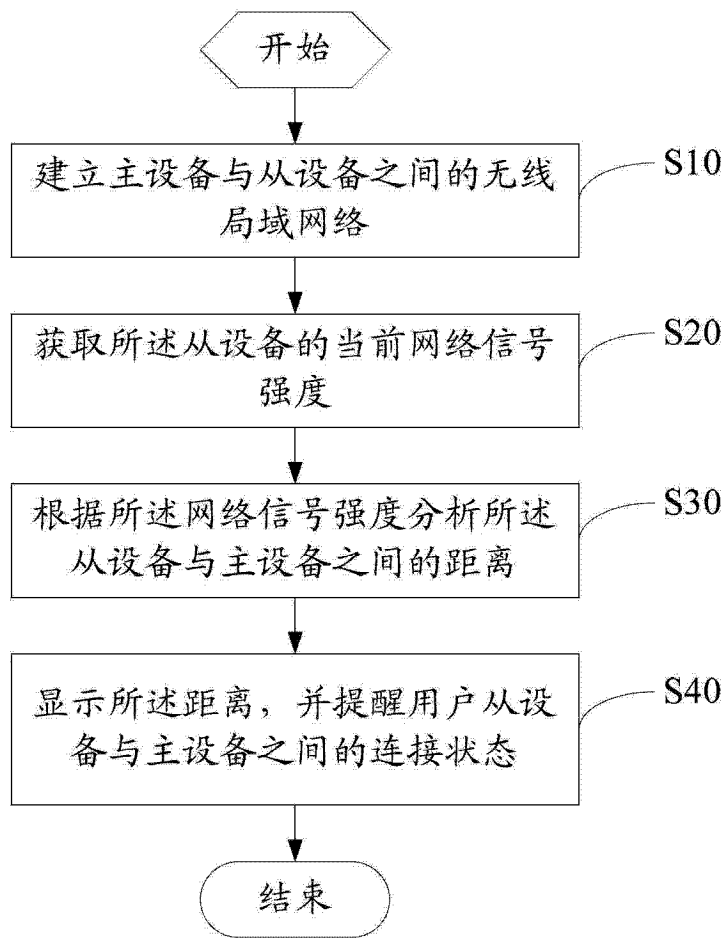 开始
建立主设备与从设备之间的无线
局域网络
S10
获取所述从设备的当前网络信号
强度
S20
根据所述网络信号强度分析所述
从设备与主设备之间的距离
S30
显示所述距离，并提醒用户从设
备与主设备之间的连接状态
S40
结束